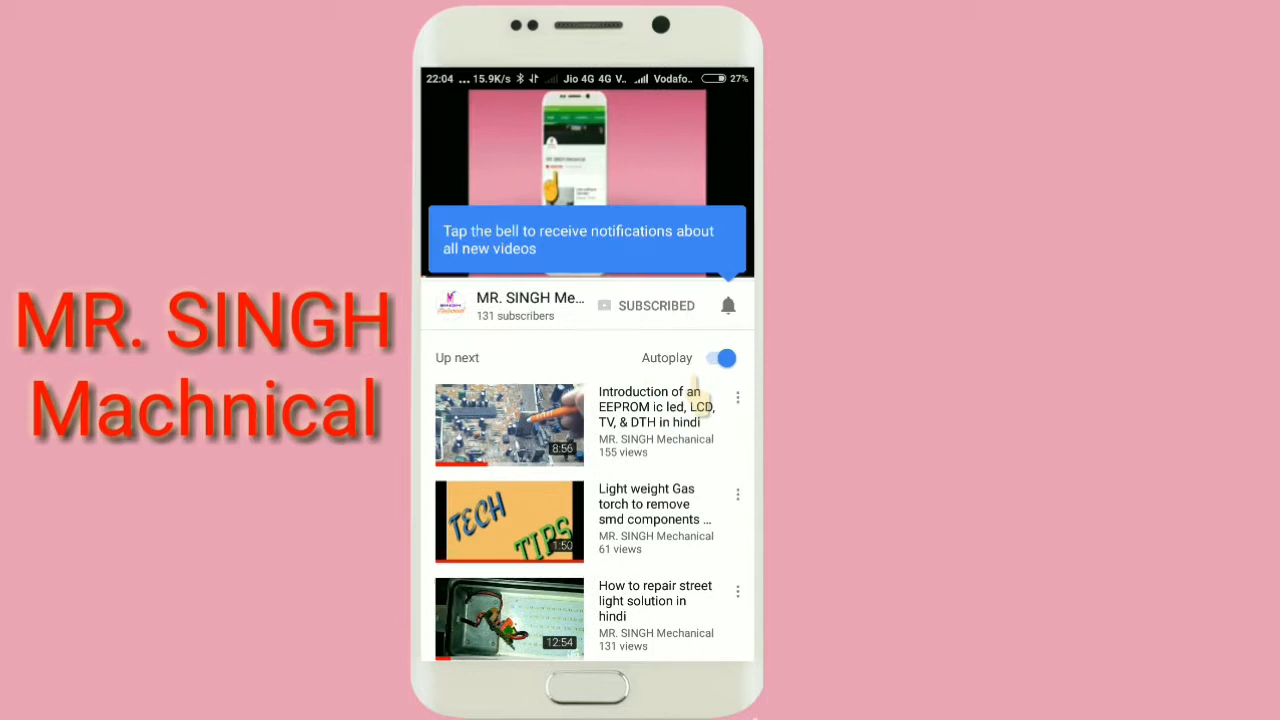 MR. SINGH
Machnical
22:04 ... 15.9K/s Jio 4G 4G V.. Vodafo.. 27%
Tap the bell to receive notifications about
all new videos
MR. SINGH Me...
131 subscribers
SUBSCRIBED
Up next
Autoplay
Introduction of an
EEPROM ic led, LCD,
TV, & DTH in hindi
MR. SINGH Mechanical
155 views
8:56
Light weight Gas
torch to remove
smd components ...
MR. SINGH Mechanical
61 views
TECH
TIPS
1:50
How to repair street
light solution in
hindi
MR. SINGH Mechanical
131 views
12:54